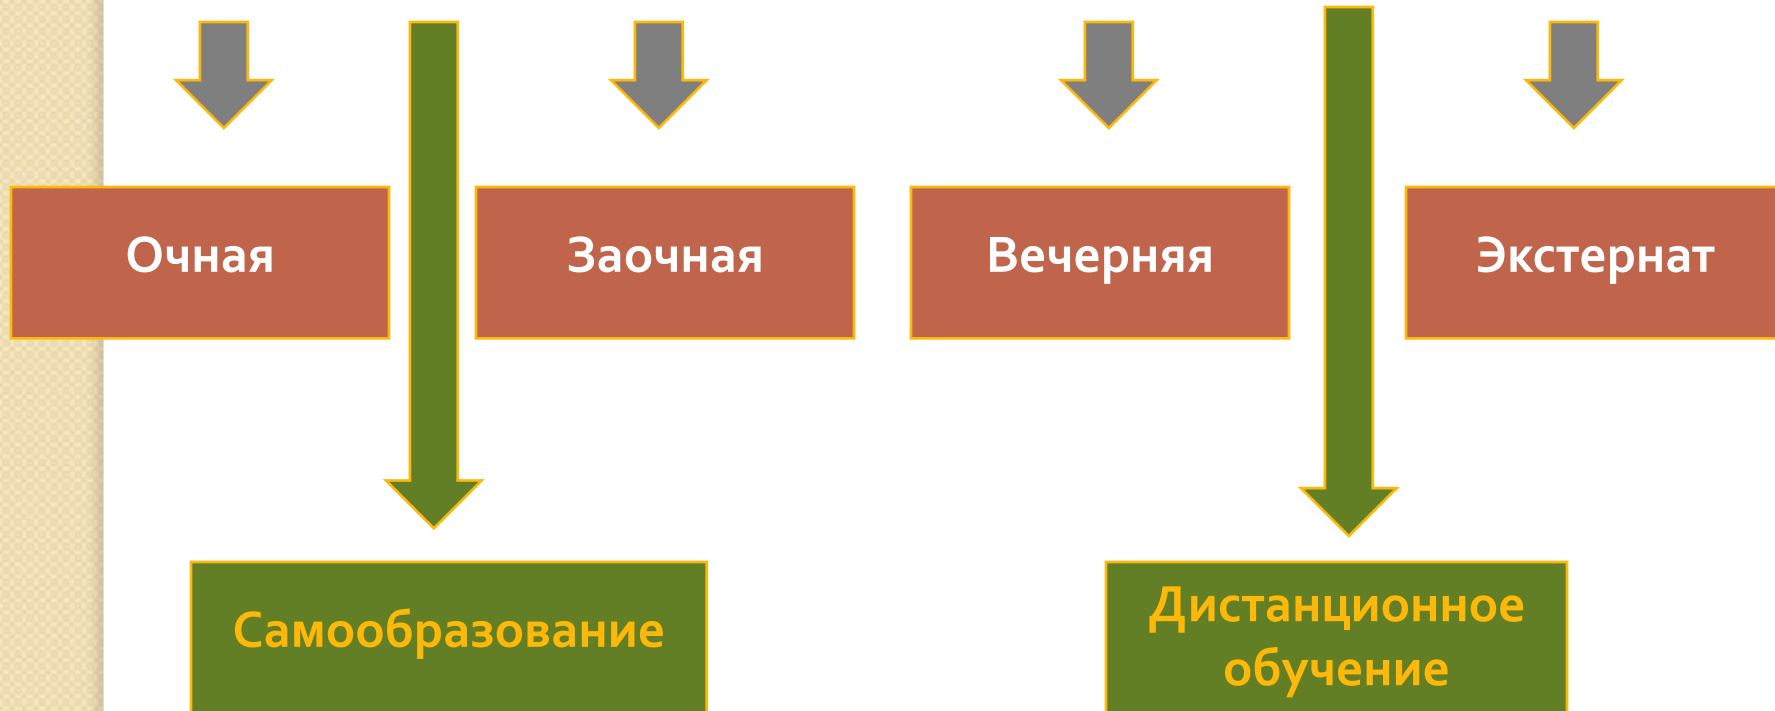 Очная
Заочная
Вечерняя
Экстернат
Самообразование
Дистанционное
обучение